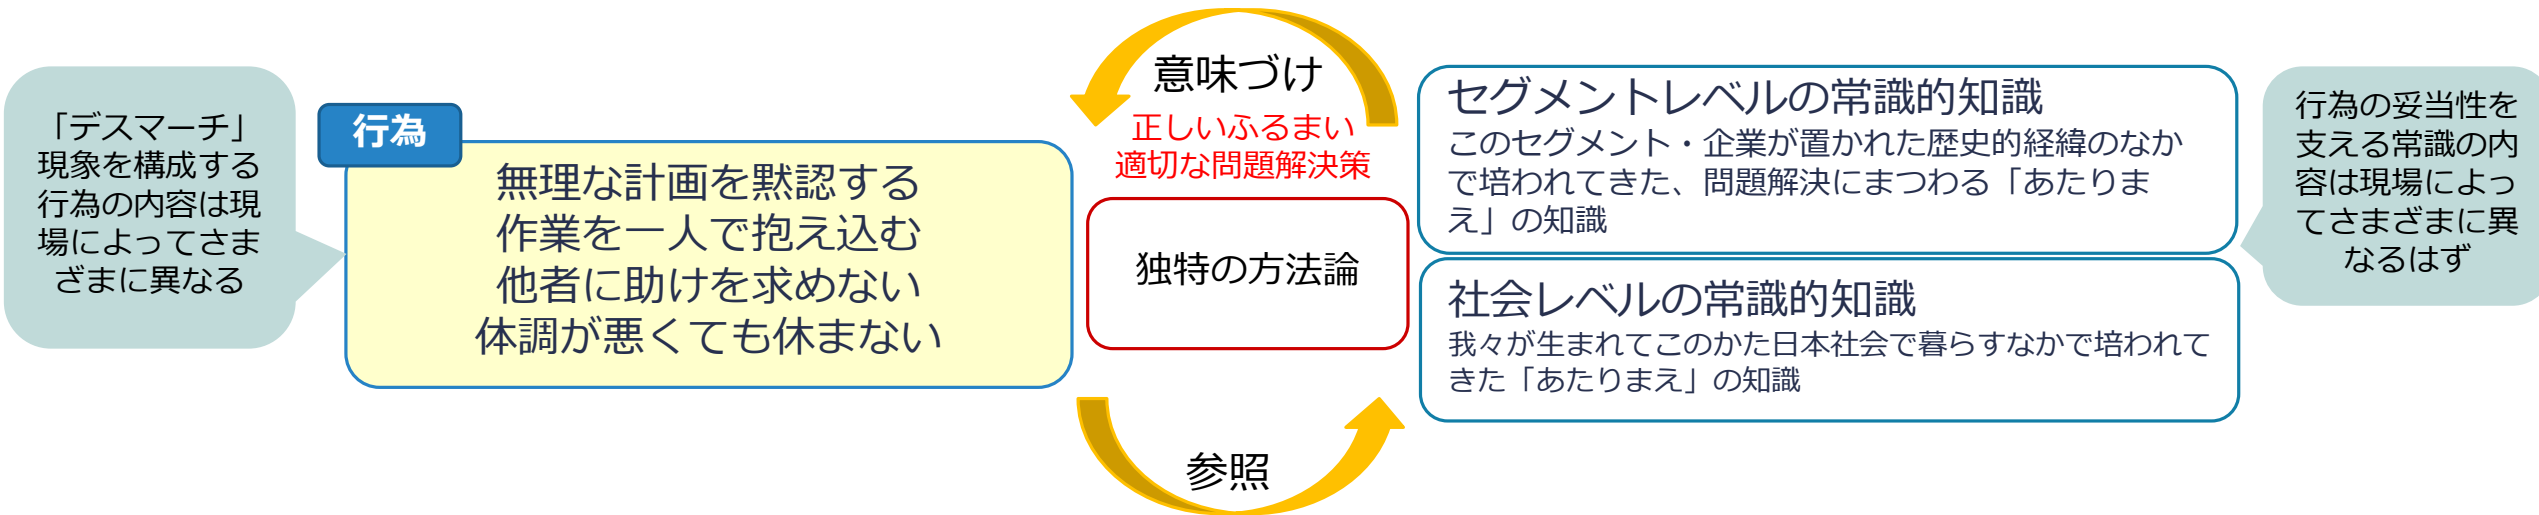 「デスマーチ」
現象を構成する
行為の内容は現
場によってさま
ざまに異なる
行為
無理な計画を黙認する
作業を一人で抱え込む
他者に助けを求めない
体調が悪くても休まない
意味づけ
正しいふるまい
適切な問題解決策
独特の方法論
参照
セグメントレベルの常識的知識
このセグメント・企業が置かれた歴史的経緯のなか
で培われてきた、問題解決にまつわる「あたりま
え」の知識
社会レベルの常識的知識
我々が生まれてこのかた日本社会で暮らすなかで培われて
きた「あたりまえ」の知識
行為の妥当性を
支える常識の内
容は現場によっ
てさまざまに異
なるはず